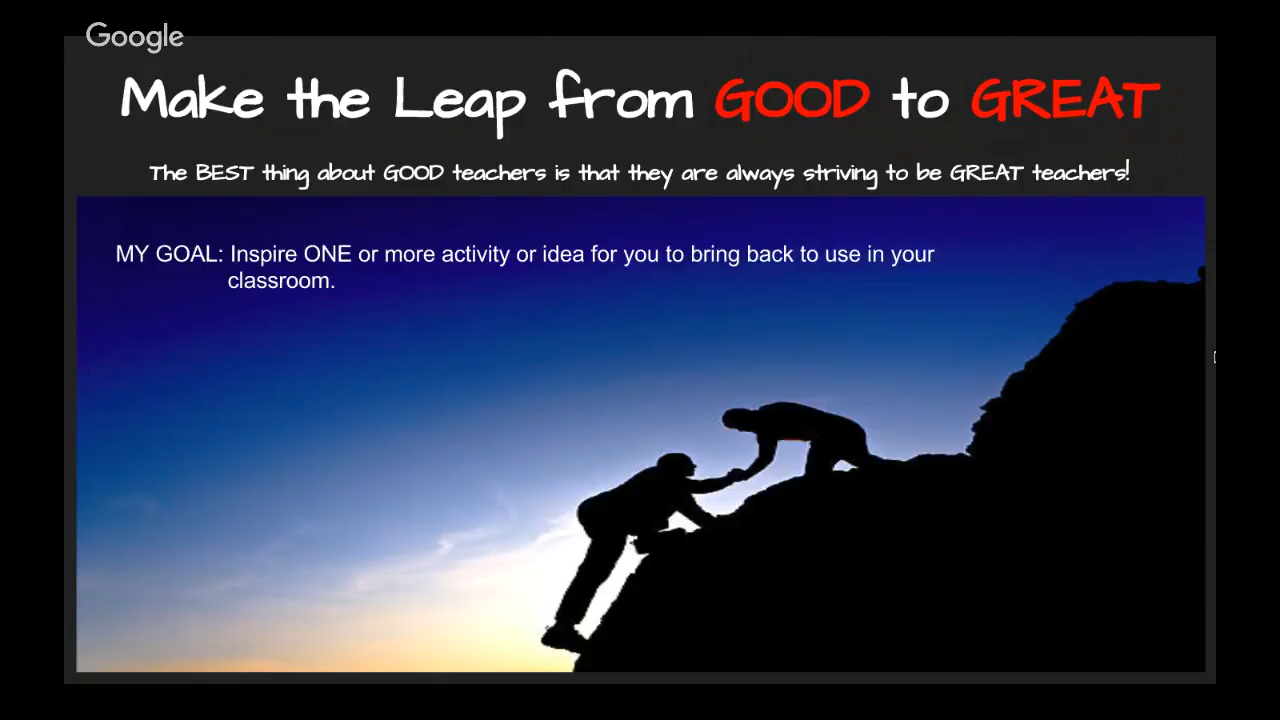 Google
Make the Leap from GOOD to GREAT
The BEST thing about GOOD teachers is that they are always striving to be GREAT teachers!
MY GOAL: Inspire ONE or more activity or idea for you to bring back to use in your
classroom.